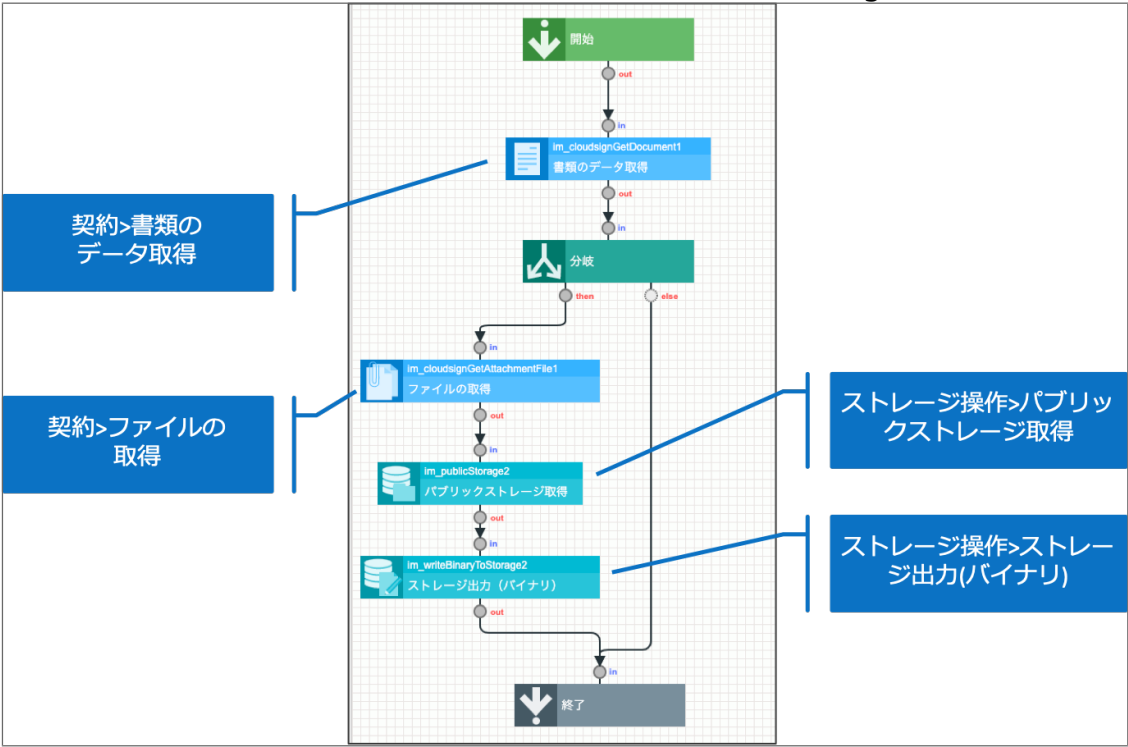 開始
out
in
im_cloudsignGetDocument1
書類のデータ取得
out
in
契約>書類の
データ取得
分岐
then
else
in
im_cloudsignGetAttachmentFile1
ファイルの取得
out
契約>ファイルの
取得
ストレージ操作>パブリッ
クストレージ取得
in
im_publicStorage2
パブリックストレージ取得
out
in
im_writeBinaryToStorage2
ストレージ出力（バイナリ）
ストレージ操作>ストレー
ジ出力(バイナリ)
out
in
終了